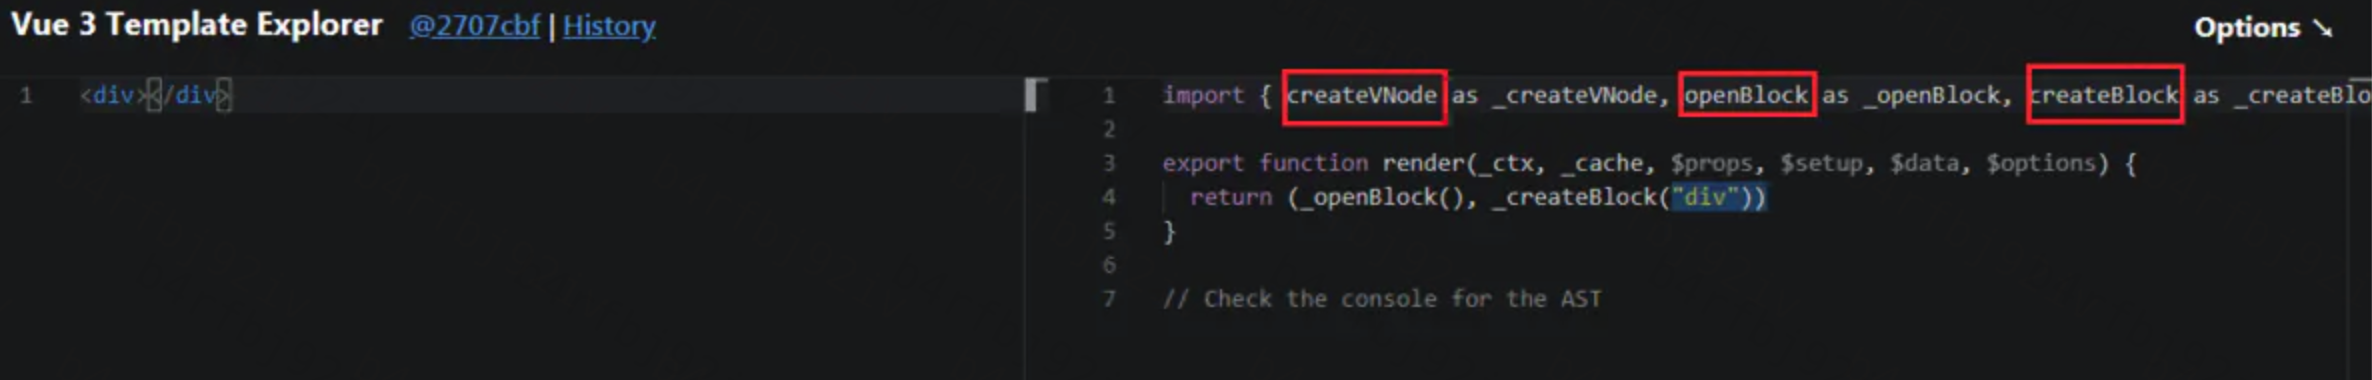 Vue 3 Template Explorer @2707cbf | History
Options ↘
1 <div></div>
1 import { createVNode as _createVNode, openBlock as _openBlock, createBlock as _createBlo
2
3 export function render(_ctx, _cache, $props, $setup, $data, $options) {
4 return (_openBlock(), _createBlock("div"))
5 }
6
7 // Check the console for the AST